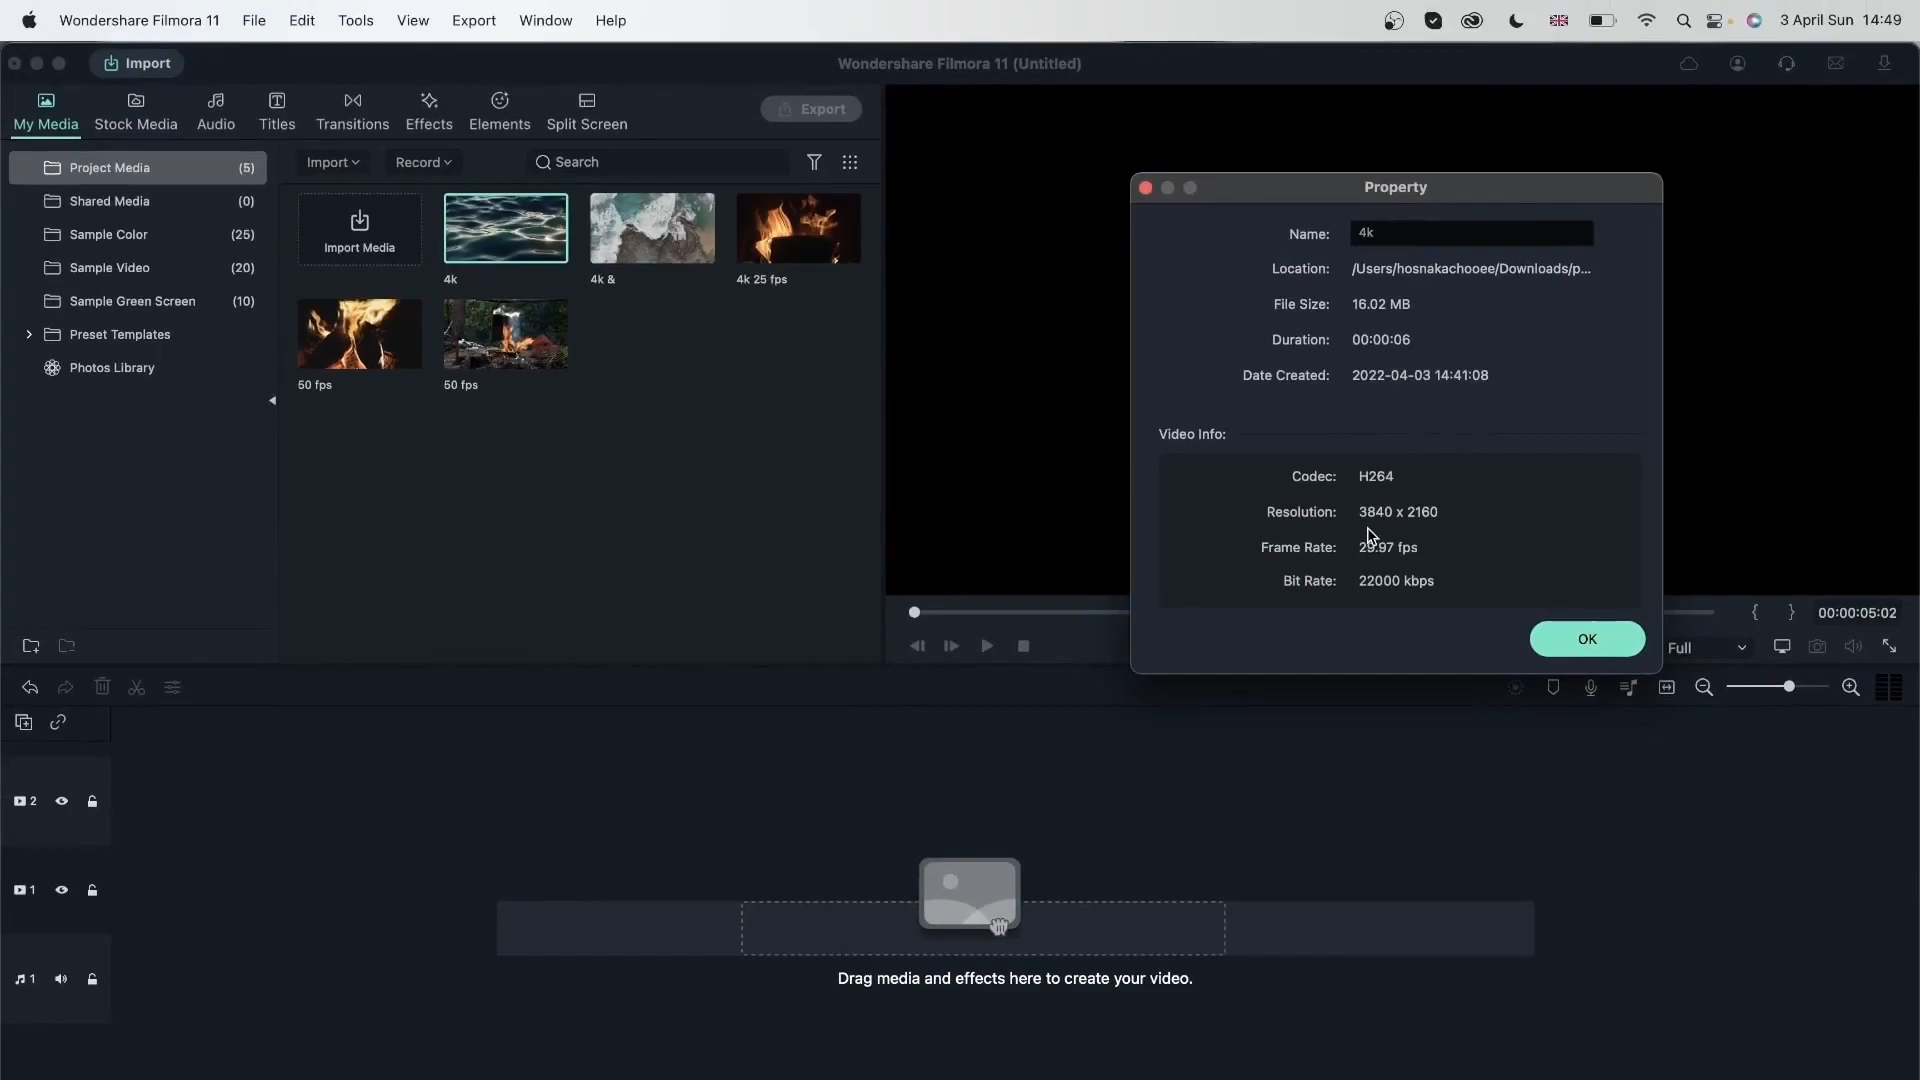 Wondershare Filmora 11 File Edit Tools View Export Window Help 3 April Sun 14:49
Import Wondershare Filmora 11 (Untitled)
My Media Stock Media Audio Titles Transitions Effects Elements Split Screen Export
Project Media (5)
Shared Media (0)
Sample Color (25)
Sample Video (20)
Sample Green Screen (10)
Preset Templates
Photos Library
Import Record Search
Import Media
4k
4k &
4k 25 fps
50 fps
50 fps
Property
Name: 4k
Location: /Users/hosnakachooee/Downloads/p...
File Size: 16.02 MB
Duration: 00:00:06
Date Created: 2022-04-03 14:41:08
Video Info:
Codec: H264
Resolution: 3840 x 2160
Frame Rate: 29.97 fps
Bit Rate: 22000 kbps
OK
{ } 00:00:05:02
Full
2
1
1
Drag media and effects here to create your video.